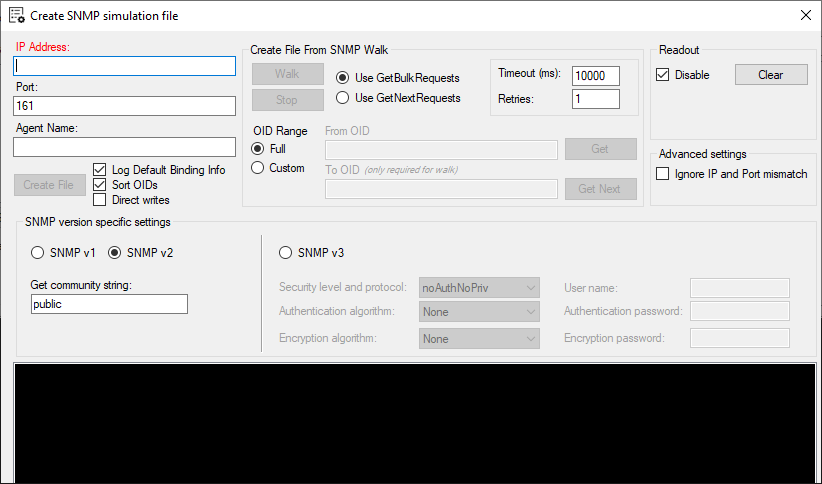 Create SNMP simulation file
IP Address:
Port:
161
Agent Name:
Create File
Log Default Binding Info
Sort OIDs
Direct writes
Create File From SNMP Walk
Walk
Stop
Use GetBulkRequests
Use GetNextRequests
Timeout (ms):
10000
Retries:
1
OID Range
Full
Custom
From OID
Get
To OID (only required for walk)
Get Next
Readout
Disable
Clear
Advanced settings
Ignore IP and Port mismatch
SNMP version specific settings
SNMP v1
SNMP v2
Get community string:
public
SNMP v3
Security level and protocol:
noAuthNoPriv
User name:
Authentication algorithm:
None
Authentication password:
Encryption algorithm:
None
Encryption password: